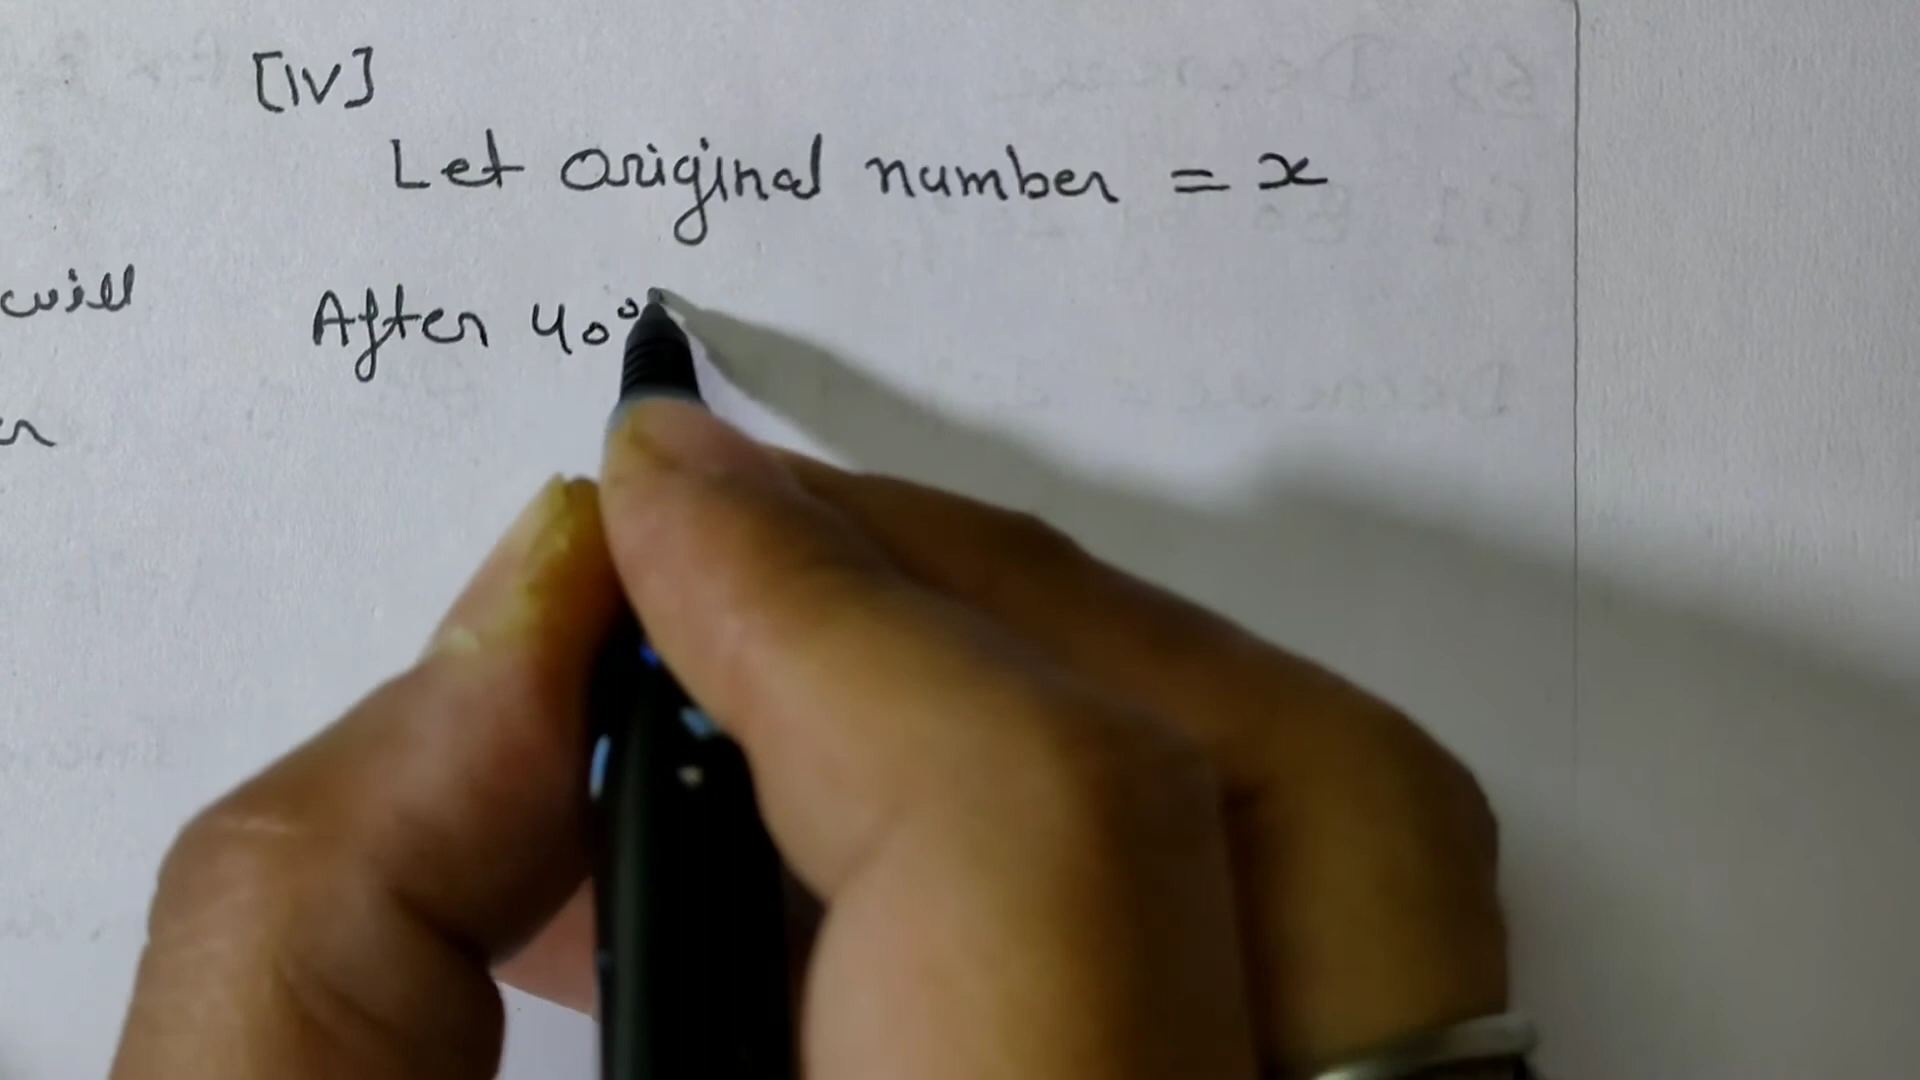 [IV]
Let original number = x
will
After 40